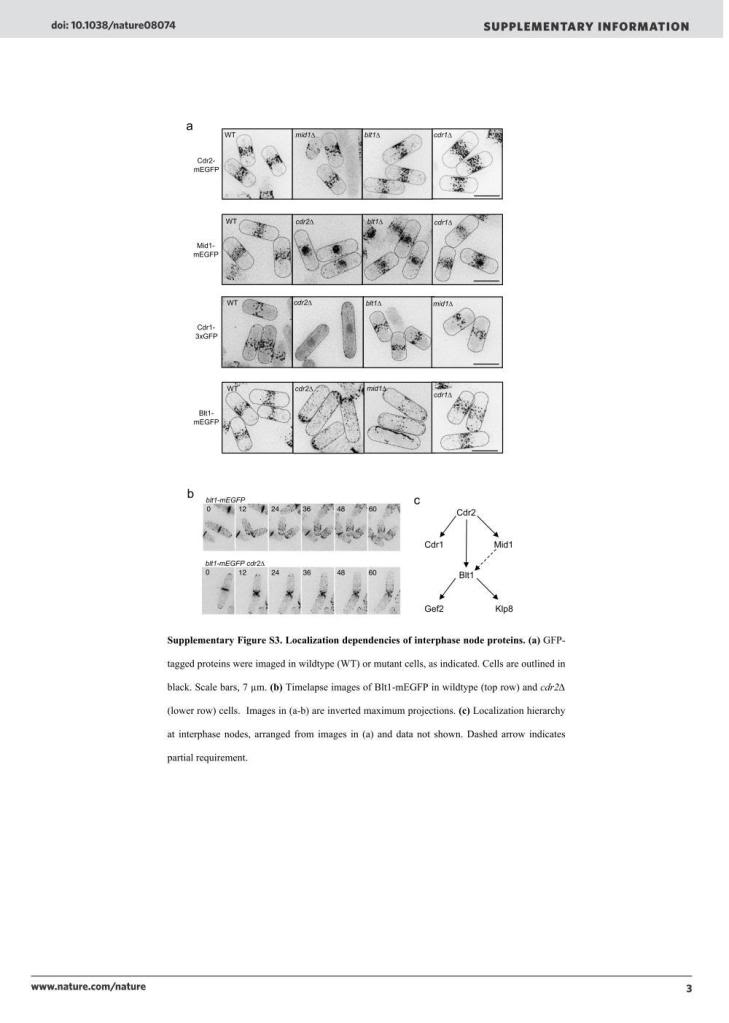 doi: 10.1038/nature08074
SUPPLEMENTARY INFORMATION
a
WT
mid1Δ
blt1Δ
cdr1Δ
Cdr2-
mEGFP
WT
cdr2Δ
blt1Δ
cdr1Δ
Mid1-
mEGFP
WT
cdr2Δ
blt1Δ
mid1Δ
Cdr1-
3xGFP
WT
cdr2Δ
mid1Δ
cdr1Δ
Blt1-
mEGFP
b
blt1-mEGFP
0 12 24 36 48 60
blt1-mEGFP cdr2Δ
0 12 24 36 48 60
c
Cdr2
Cdr1 Mid1
Blt1
Gef2 Klp8
Supplementary Figure S3. Localization dependencies of interphase node proteins. (a) GFP-
tagged proteins were imaged in wildtype (WT) or mutant cells, as indicated. Cells are outlined in
black. Scale bars, 7 µm. (b) Timelapse images of Blt1-mEGFP in wildtype (top row) and cdr2Δ
(lower row) cells. Images in (a-b) are inverted maximum projections. (c) Localization hierarchy
at interphase nodes, arranged from images in (a) and data not shown. Dashed arrow indicates
partial requirement.
www.nature.com/nature
3